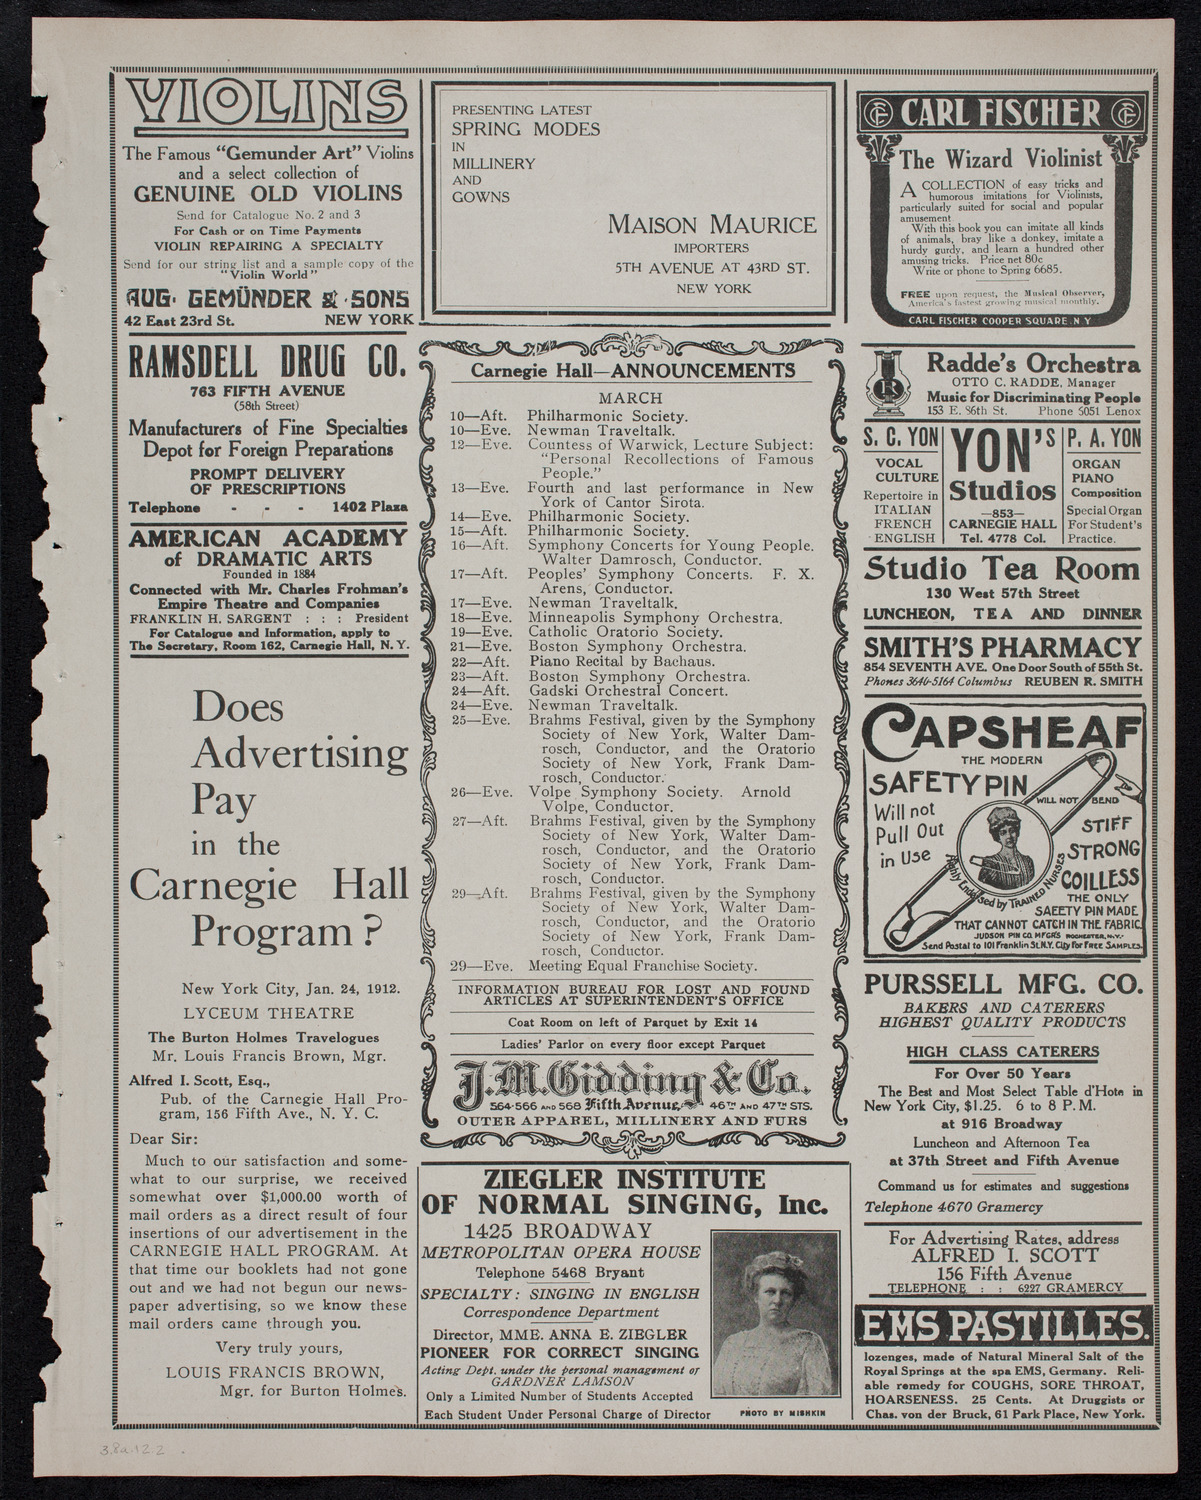 VIOLINS
The Famous "Gemunder Art" Violins
and a select collection of
GENUINE OLD VIOLINS
Send for Catalogue No. 2 and 3
For Cash or on Time Payments
VIOLIN REPAIRING A SPECIALTY
Send for our string list and a sample copy of the
"Violin World"
AUG. GEMÜNDER & SONS
42 East 23rd St. NEW YORK
RAMSDELL DRUG CO.
763 FIFTH AVENUE
(58th Street)
Manufacturers of Fine Specialties
Depot for Foreign Preparations
PROMPT DELIVERY
OF PRESCRIPTIONS
Telephone - - - 1402 Plaza
AMERICAN ACADEMY
of DRAMATIC ARTS
Founded in 1884
Connected with Mr. Charles Frohman's
Empire Theatre and Companies
FRANKLIN H. SARGENT : : : President
For Catalogue and Information, apply to
The Secretary, Room 162, Carnegie Hall, N. Y.
Does
Advertising
Pay
in the
Carnegie Hall
Program?
New York City, Jan. 24, 1912.
LYCEUM THEATRE
The Burton Holmes Travelogues
Mr. Louis Francis Brown, Mgr.
Alfred I. Scott, Esq.,
Pub. of the Carnegie Hall Pro-
gram, 156 Fifth Ave., N. Y. C.
Dear Sir:
Much to our satisfaction and some-
what to our surprise, we received
somewhat over $1,000.00 worth of
mail orders as a direct result of four
insertions of our advertisement in the
CARNEGIE HALL PROGRAM. At
that time our booklets had not gone
out and we had not begun our news-
paper advertising, so we know these
mail orders came through you.
Very truly yours,
LOUIS FRANCIS BROWN,
Mgr. for Burton Holmes.
PRESENTING LATEST
SPRING MODES
IN
MILLINERY
AND
GOWNS
MAISON MAURICE
IMPORTERS
5TH AVENUE AT 43RD ST.
NEW YORK
Carnegie Hall—ANNOUNCEMENTS
MARCH
10—Aft. Philharmonic Society.
10—Eve. Newman Traveltalk.
12—Eve. Countess of Warwick, Lecture Subject:
"Personal Recollections of Famous
People."
13—Eve. Fourth and last performance in New
York of Cantor Sirota.
14—Eve. Philharmonic Society.
15—Aft. Philharmonic Society.
16—Aft. Symphony Concerts for Young People.
Walter Damrosch, Conductor.
17—Aft. Peoples' Symphony Concerts. F. X.
Arens, Conductor.
17—Eve. Newman Traveltalk.
18—Eve. Minneapolis Symphony Orchestra.
19—Eve. Catholic Oratorio Society.
21—Eve. Boston Symphony Orchestra.
22—Aft. Piano Recital by Bachaus.
23—Aft. Boston Symphony Orchestra.
24—Aft. Gadski Orchestral Concert.
24—Eve. Newman Traveltalk.
25—Eve. Brahms Festival, given by the Symphony
Society of New York, Walter Dam-
rosch, Conductor, and the Oratorio
Society of New York, Frank Dam-
rosch, Conductor.
26—Eve. Volpe Symphony Society. Arnold
Volpe, Conductor.
27—Aft. Brahms Festival, given by the Symphony
Society of New York, Walter Dam-
rosch, Conductor, and the Oratorio
Society of New York, Frank Dam-
rosch, Conductor.
29—Aft. Brahms Festival, given by the Symphony
Society of New York, Walter Dam-
rosch, Conductor, and the Oratorio
Society of New York, Frank Dam-
rosch, Conductor.
29—Eve. Meeting Equal Franchise Society.
INFORMATION BUREAU FOR LOST AND FOUND
ARTICLES AT SUPERINTENDENT'S OFFICE
Coat Room on left of Parquet by Exit 14
Ladies' Parlor on every floor except Parquet
J. M. Gidding & Co.
564-566 AND 568 Fifth Avenue, 46TH AND 47TH STS.
OUTER APPAREL, MILLINERY AND FURS
ZIEGLER INSTITUTE
OF NORMAL SINGING, Inc.
1425 BROADWAY
METROPOLITAN OPERA HOUSE
Telephone 5468 Bryant
SPECIALTY: SINGING IN ENGLISH
Correspondence Department
Director, MME. ANNA E. ZIEGLER
PIONEER FOR CORRECT SINGING
Acting Dept. under the personal management of
GARDNER LAMSON
Only a Limited Number of Students Accepted
Each Student Under Personal Charge of Director
PHOTO BY MISHKIN
CF CARL FISCHER CF
The Wizard Violinist
A COLLECTION of easy tricks and
humorous imitations for Violinists,
particularly suited for social and popular
amusement
With this book you can imitate all kinds
of animals, bray like a donkey, imitate a
hurdy gurdy, and learn a hundred other
amusing tricks. Price net 80c
Write or phone to Spring 6685.
FREE upon request, the Musical Observer,
America's fastest growing musical monthly.
CARL FISCHER COOPER SQUARE N Y
R
Radde's Orchestra
OTTO C. RADDE, Manager
Music for Discriminating People
153 E. 86th St. Phone 5051 Lenox
S. C. YON
VOCAL
CULTURE
Repertoire in
ITALIAN
FRENCH
ENGLISH
YON'S
Studios
—853—
CARNEGIE HALL
Tel. 4778 Col.
P. A. YON
ORGAN
PIANO
Composition
Special Organ
For Student's
Practice.
Studio Tea Room
130 West 57th Street
LUNCHEON, TEA AND DINNER
SMITH'S PHARMACY
854 SEVENTH AVE. One Door South of 55th St.
Phones 3646-5164 Columbus REUBEN R. SMITH
CAPSHEAF
THE MODERN
SAFETY PIN
WILL NOT BEND
Will not
Pull Out
in Use
STIFF
STRONG
COILLESS
Highly Endorsed by TRAINED NURSES
THE ONLY
SAFETY PIN MADE
THAT CANNOT CATCH IN THE FABRIC.
JUDSON PIN CO. MFGRS ROCHESTER, N.Y.
Send Postal to 101 Franklin St. N.Y. City for FREE SAMPLES.
PURSSELL MFG. CO.
BAKERS AND CATERERS
HIGHEST QUALITY PRODUCTS
HIGH CLASS CATERERS
For Over 50 Years
The Best and Most Select Table d'Hote in
New York City, $1.25. 6 to 8 P. M.
at 916 Broadway
Luncheon and Afternoon Tea
at 37th Street and Fifth Avenue
Command us for estimates and suggestions
Telephone 4670 Gramercy
For Advertising Rates, address
ALFRED I. SCOTT
156 Fifth Avenue
TELEPHONE : : 6227 GRAMERCY
EMS PASTILLES.
lozenges, made of Natural Mineral Salt of the
Royal Springs at the spa EMS, Germany. Reli-
able remedy for COUGHS, SORE THROAT,
HOARSENESS. 25 Cents. At Druggists or
Chas. von der Bruck, 61 Park Place, New York.
3.8a.12.2